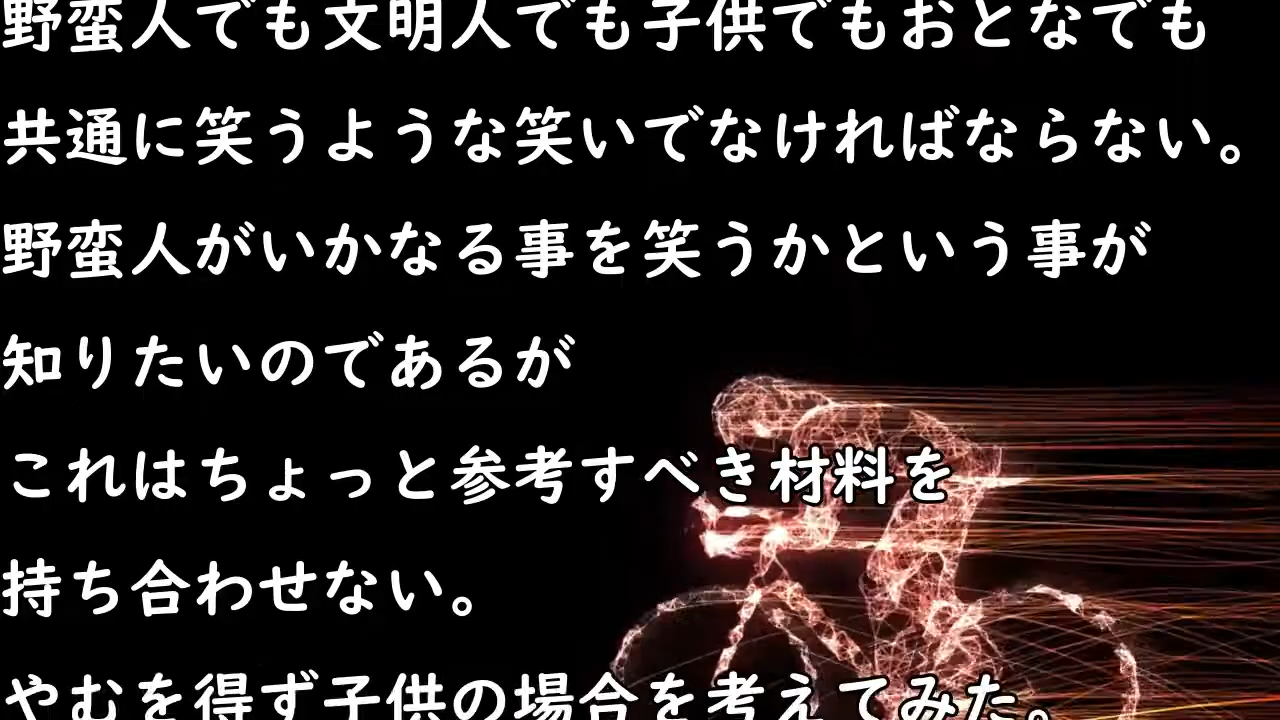 野蛮人でも文明人でも子供でもおとなでも
共通に笑うような笑いでなければならない。
野蛮人がいかなる事を笑うかという事が
知りたいのであるが
これはちょっと参考すべき材料を
持ち合わせない。
やむを得ず子供の場合を考えてみた。